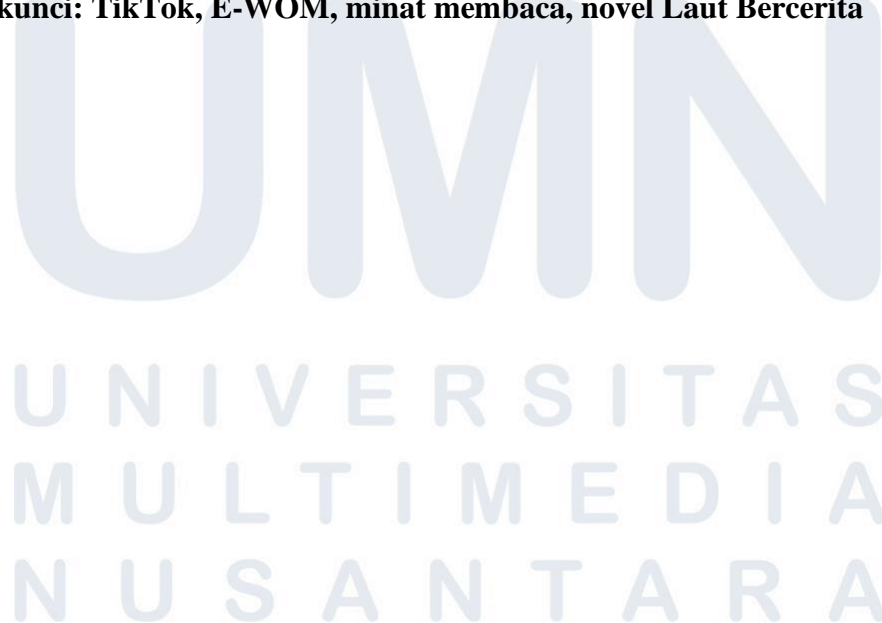 kunci: TikTok, E-WOM, minat membaca, novel Laut Bercerita
UMN
UNIVERSITAS
MULTIMEDIA
NUSANTARA